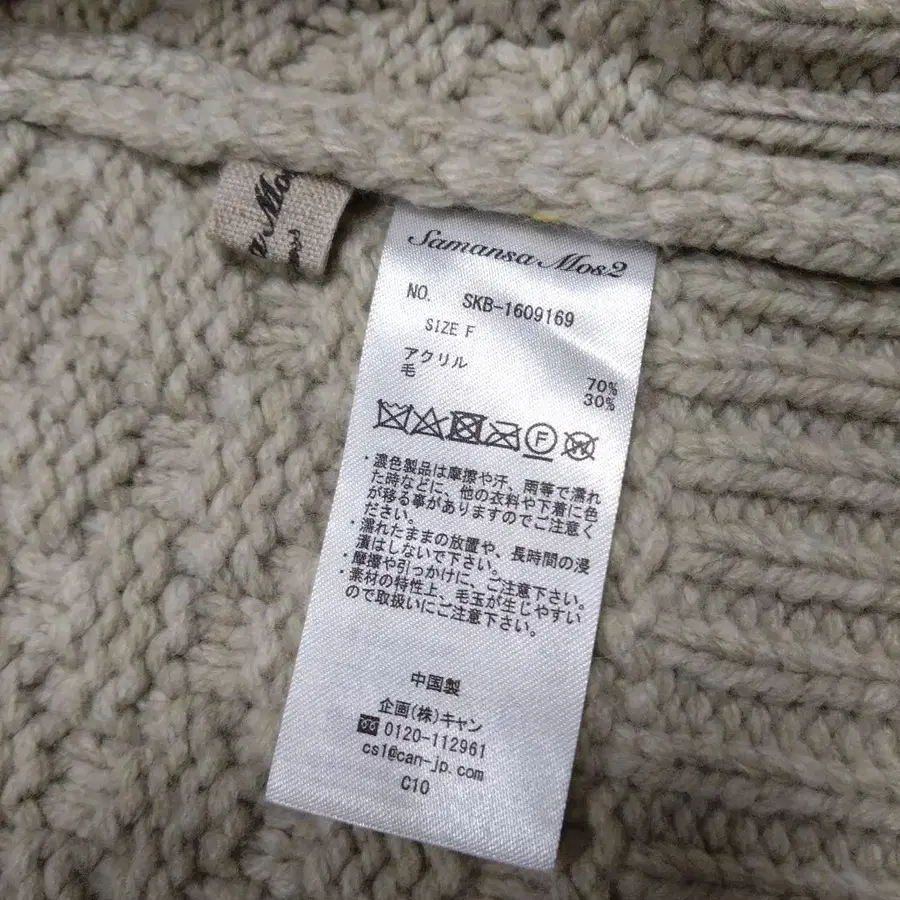 a Mo
Samansa Mos2
NO. SKB-1609169
SIZE F
アクリル 70%
毛 30%
F
・濃色製品は摩擦や汗、雨等で濡れ
た時などに、他の衣料や下着に色
が移る事がありますのでご注意く
ださい。
・濡れたままの放置や、長時間の浸
漬はしないで下さい。
・摩擦や引っかけに、ご注意下さい。
・素材の特性上、毛玉が生じやすい
ので取扱いにご注意下さい。
中国製
企画(株)キャン
0120-112961
cs1@can-jp.com
C10